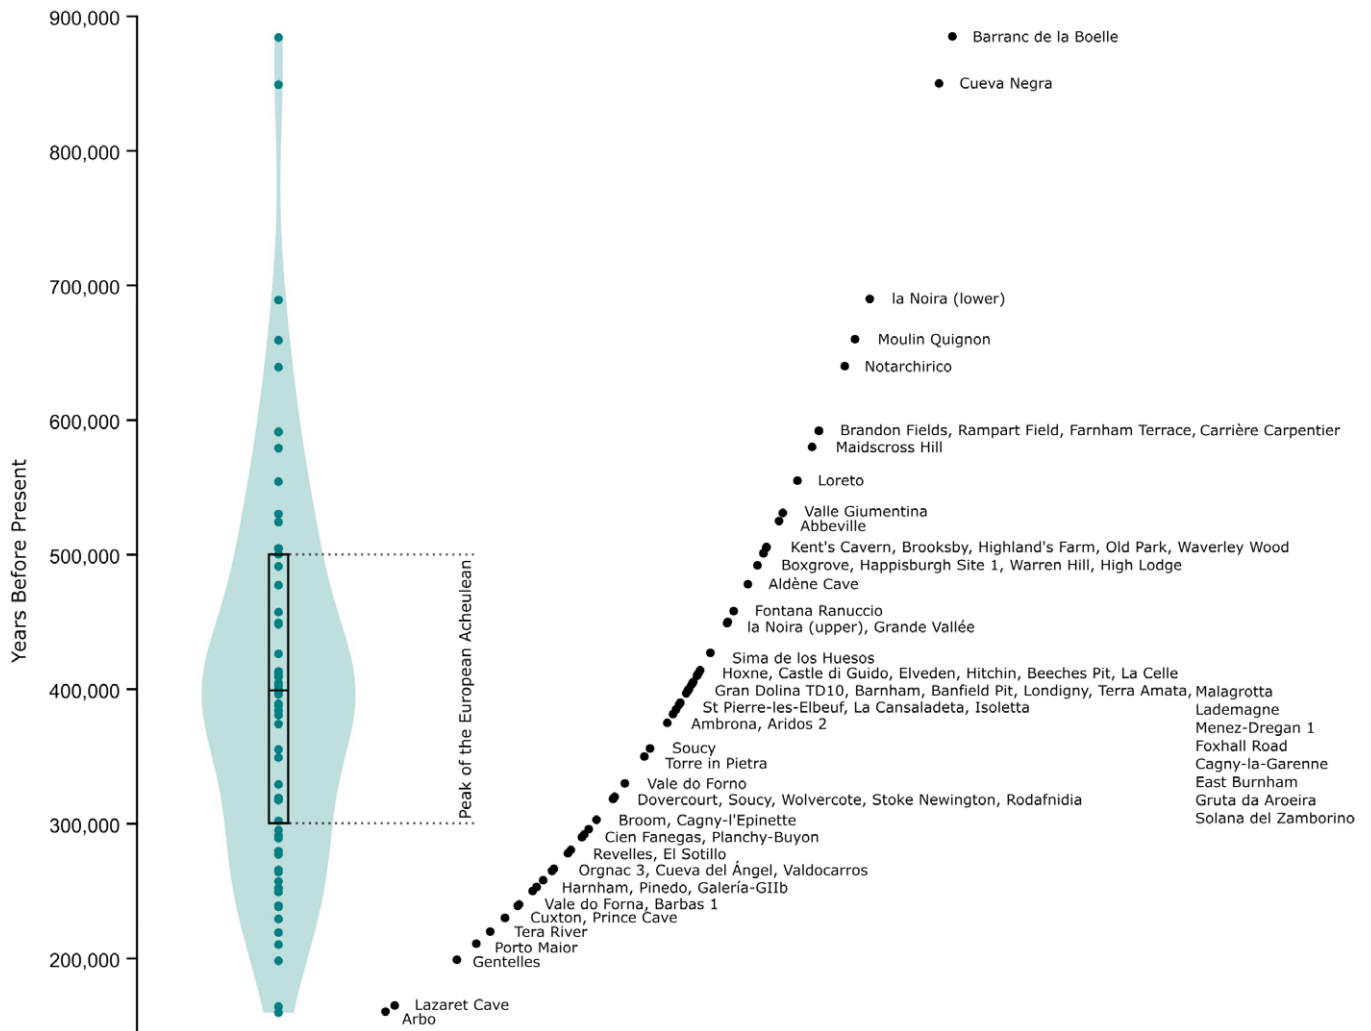 900,000
800,000
700,000
600,000
500,000
400,000
300,000
200,000
Years Before Present
Peak of the European Acheulean
Barranc de la Boelle
Cueva Negra
la Noira (lower)
Moulin Quignon
Notarchirico
Brandon Fields, Rampart Field, Farnham Terrace, Carrière Carpentier
Maidscross Hill
Loreto
Valle Giumentina
Abbeville
Kent's Cavern, Brooksby, Highland's Farm, Old Park, Waverley Wood
Boxgrove, Happisburgh Site 1, Warren Hill, High Lodge
Aldène Cave
Fontana Ranuccio
la Noira (upper), Grande Vallée
Sima de los Huesos
Hoxne, Castle di Guido, Elveden, Hitchin, Beeches Pit, La Celle
Gran Dolina TD10, Barnham, Banfield Pit, Londigny, Terra Amata, Malagrotta
Lademagne
Menez-Dregan 1
Foxhall Road
Cagny-la-Garenne
East Burnham
Gruta da Aroeira
Solana del Zamborino
St Pierre-les-Elbeuf, La Cansaladeta, Isoletta
Ambrona, Aridos 2
Soucy
Torre in Pietra
Vale do Forno
Dovercourt, Soucy, Wolvercote, Stoke Newington, Rodafnidia
Broom, Cagny-l'Epinette
Cien Fanegas, Planchy-Buyon
Revelles, El Sotillo
Orgnac 3, Cueva del Ángel, Valdocarros
Harnham, Pinedo, Galería-GIIb
Vale do Forna, Barbas 1
Cuxton, Prince Cave
Tera River
Porto Maior
Gentelles
Lazaret Cave
Arbo